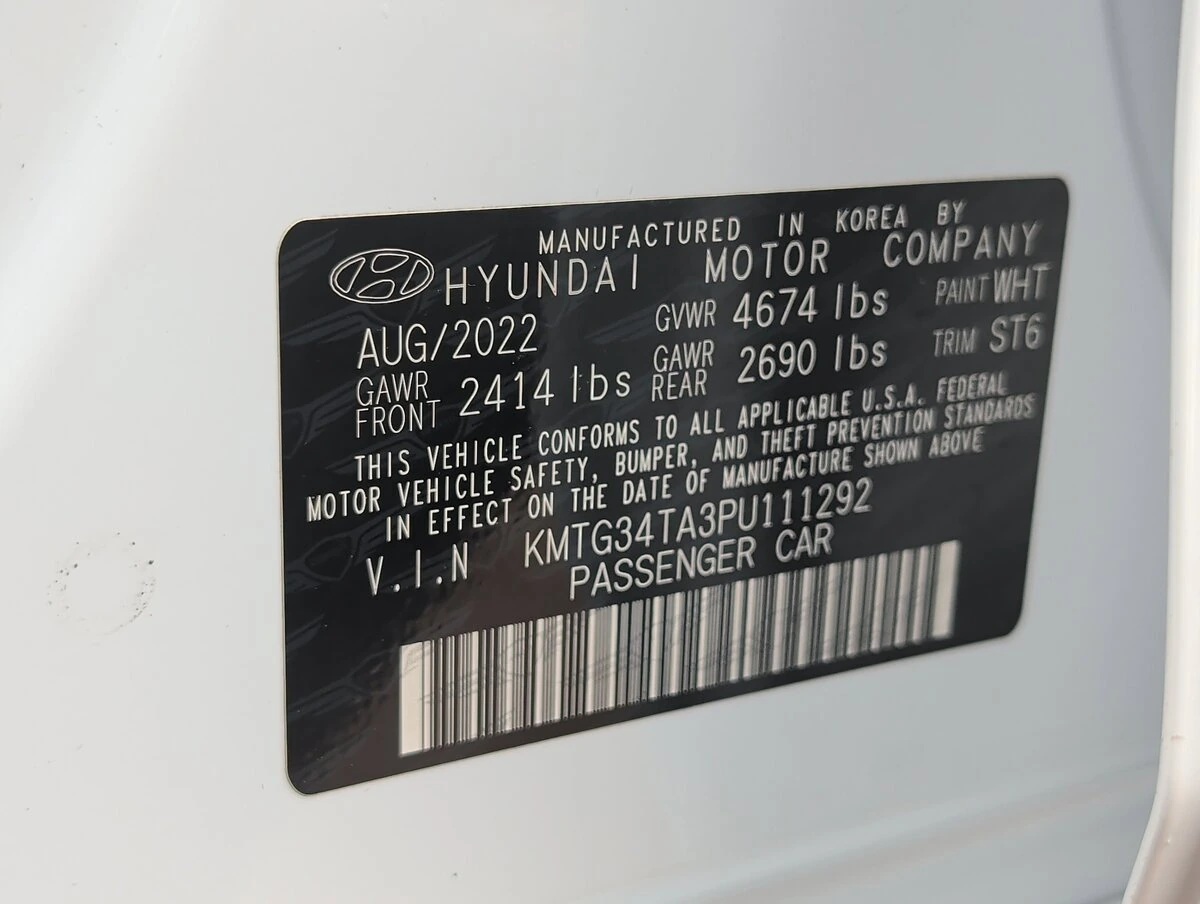 MANUFACTURED IN KOREA BY
HYUNDAI MOTOR COMPANY
AUG/2022 GVWR 4674 lbs PAINT WHT
GAWR FRONT 2414 lbs GAWR REAR 2690 lbs TRIM ST6
THIS VEHICLE CONFORMS TO ALL APPLICABLE U.S.A. FEDERAL
MOTOR VEHICLE SAFETY, BUMPER, AND THEFT PREVENTION STANDARDS
IN EFFECT ON THE DATE OF MANUFACTURE SHOWN ABOVE
V.I.N KMTG34TA3PU111292
PASSENGER CAR